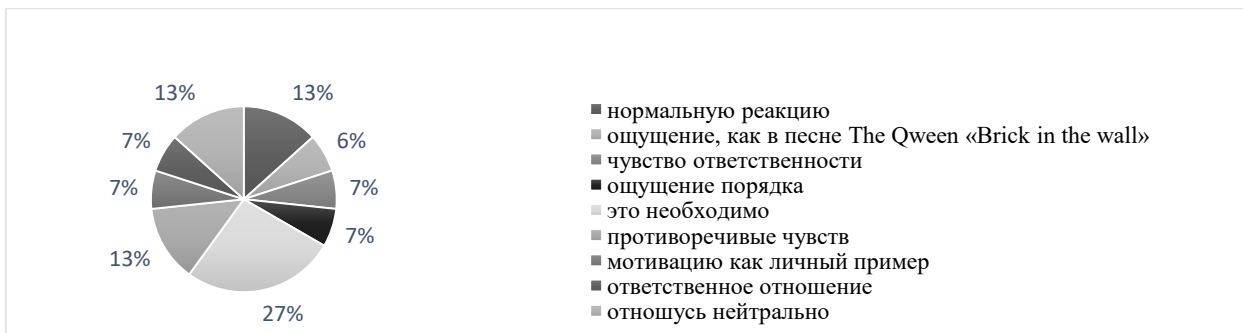 13%
13%
6%
7%
7%
27%
13%
7%
7%
нормальную реакцию
ощущение, как в песне The Qween «Brick in the wall»
чувство ответственности
ощущение порядка
это необходимо
противоречивые чувств
мотивацию как личный пример
ответственное отношение
отношусь нейтрально